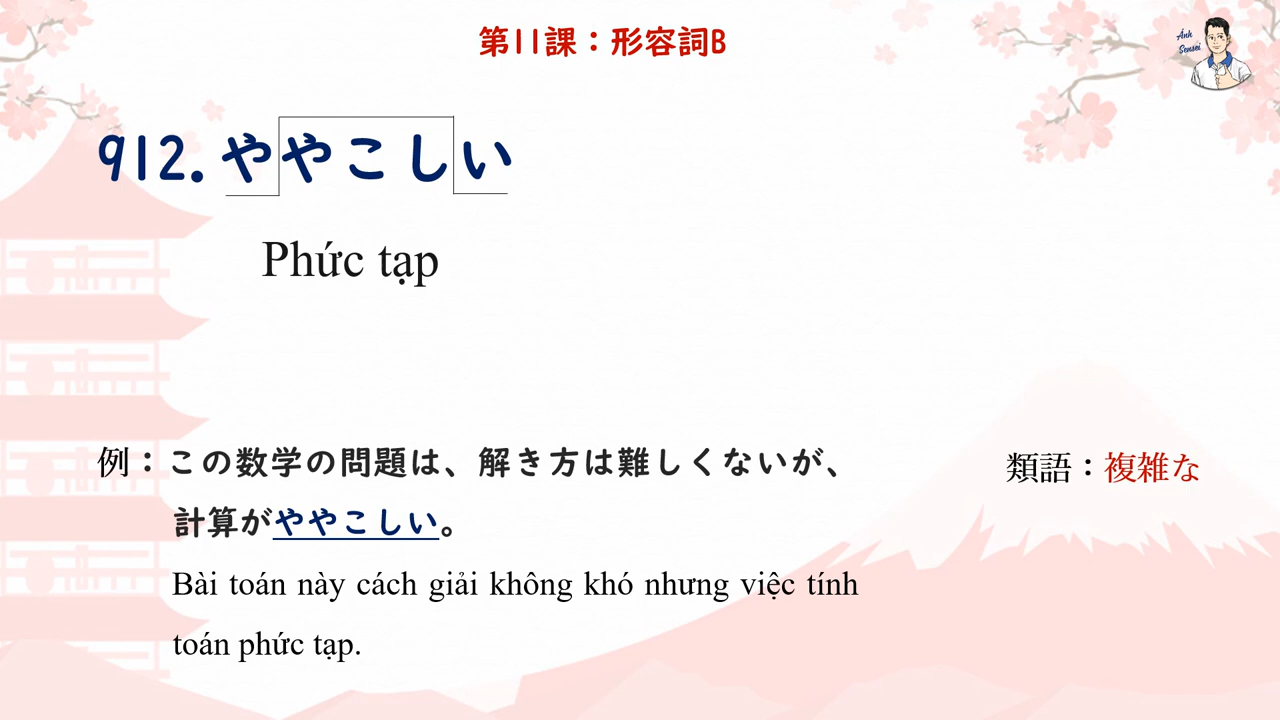 第11課：形容詞B
Anh
Sensei
912. ややこしい
Phức tạp
例：この数学の問題は、解き方は難しくないが、
計算がややこしい。
類語：複雑な
Bài toán này cách giải không khó nhưng việc tính
toán phức tạp.